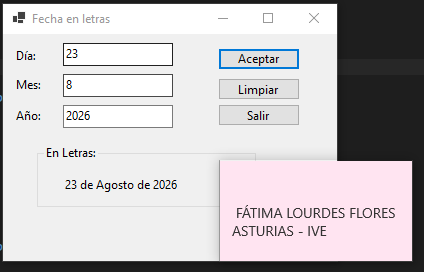 Fecha en letras
Día:
23
Aceptar
Mes:
8
Limpiar
Año:
2026
Salir
En Letras:
23 de Agosto de 2026
FÁTIMA LOURDES FLORES
ASTURIAS - IVE